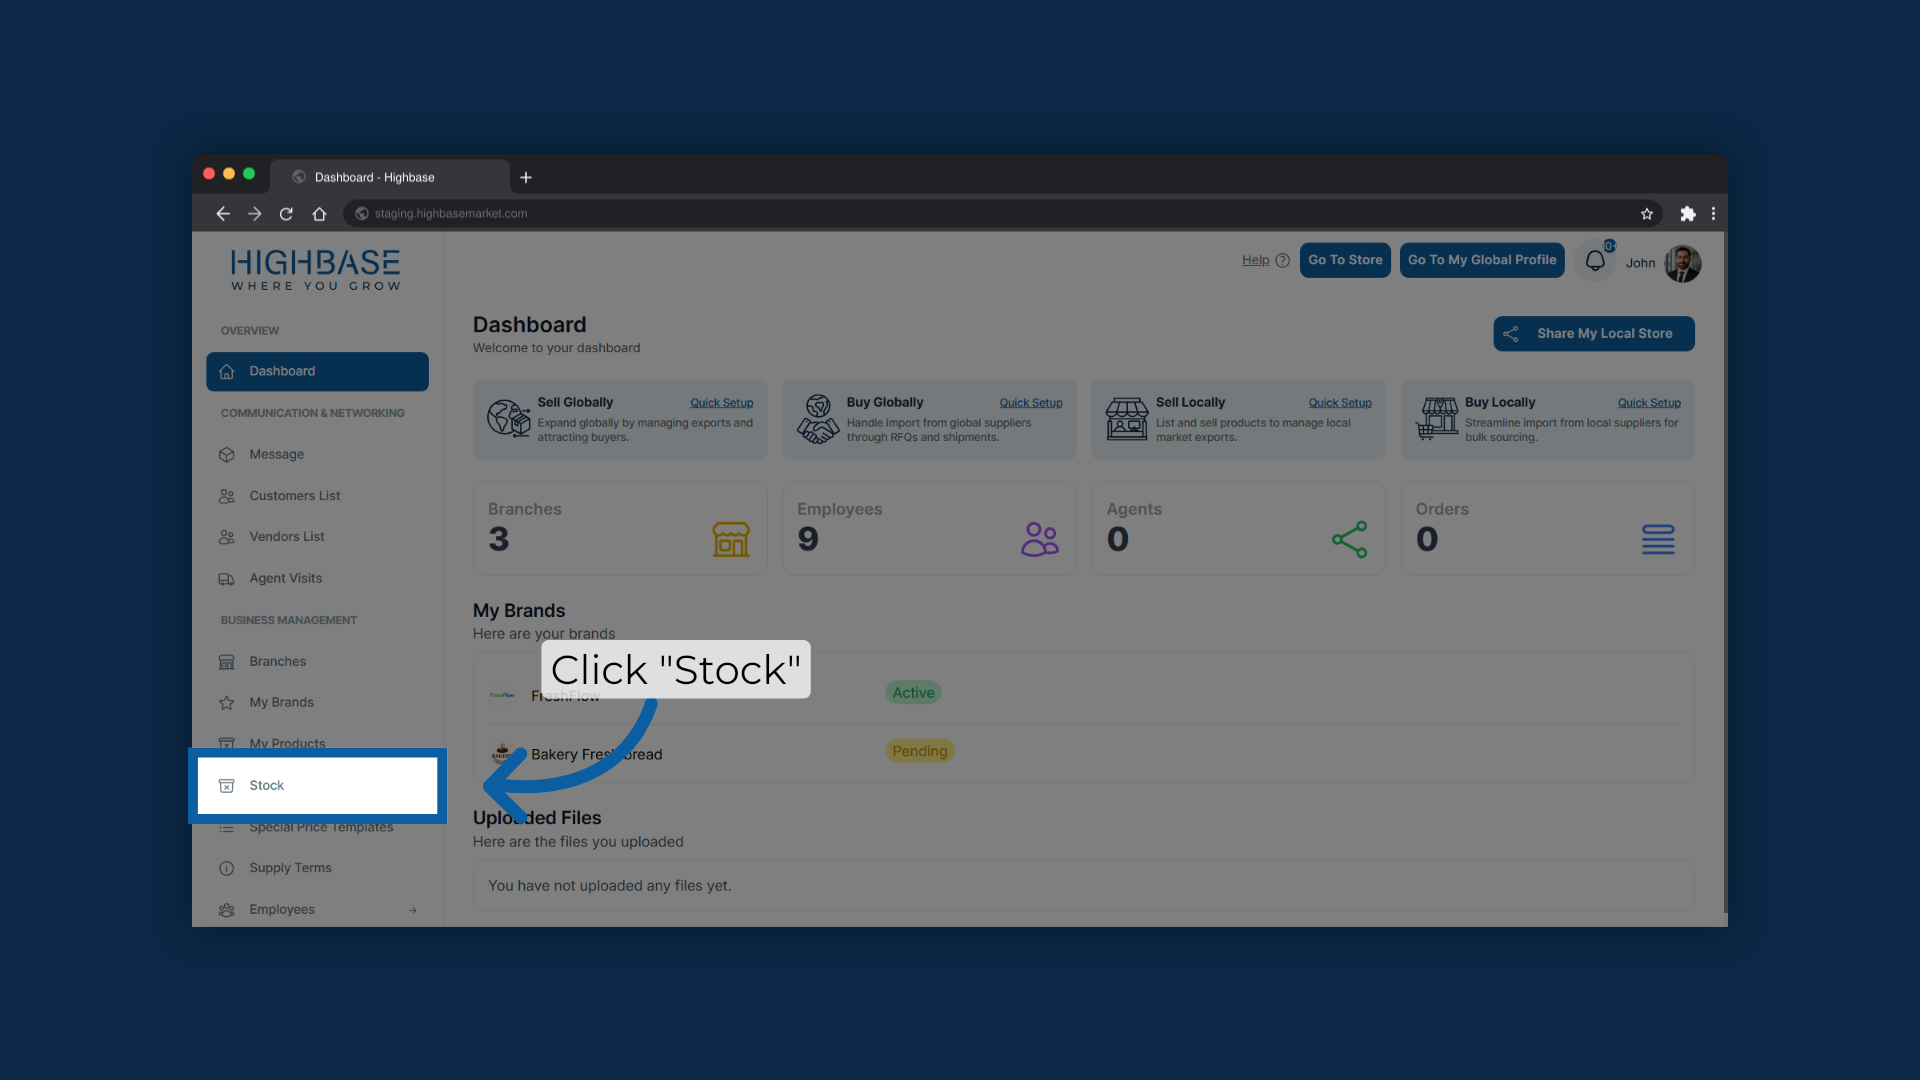 Dashboard - Highbase
staging.highbasemarket.com
HIGHBASE
WHERE YOU GROW
Help
Go To Store
Go To My Global Profile
0+
John
OVERVIEW
Dashboard
COMMUNICATION & NETWORKING
Message
Customers List
Vendors List
Agent Visits
BUSINESS MANAGEMENT
Branches
My Brands
My Products
Stock
Special Price Templates
Supply Terms
Employees
Dashboard
Welcome to your dashboard
Share My Local Store
Sell Globally
Quick Setup
Expand globally by managing exports and
attracting buyers.
Buy Globally
Quick Setup
Handle import from global suppliers
through RFQs and shipments.
Sell Locally
Quick Setup
List and sell products to manage local
market exports.
Buy Locally
Quick Setup
Streamline import from local suppliers for
bulk sourcing.
Branches
3
Employees
9
Agents
0
Orders
0
My Brands
Here are your brands
Click "Stock"
FreshFlow
Active
Bakery Fresh bread
Pending
Uploaded Files
Here are the files you uploaded
You have not uploaded any files yet.